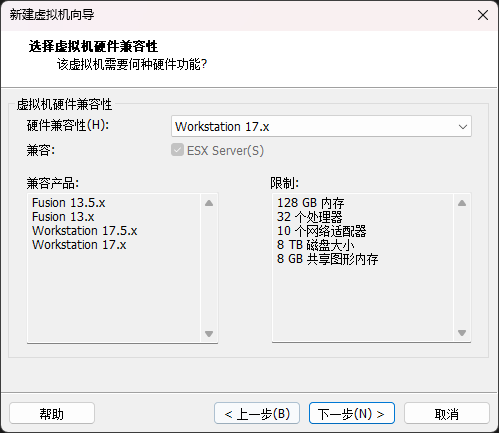 新建虚拟机向导
选择虚拟机硬件兼容性
该虚拟机需要何种硬件功能?
虚拟机硬件兼容性
硬件兼容性(H):
Workstation 17.x
兼容:
ESX Server(S)
兼容产品:
Fusion 13.5.x
Fusion 13.x
Workstation 17.5.x
Workstation 17.x
限制:
128 GB 内存
32 个处理器
10 个网络适配器
8 TB 磁盘大小
8 GB 共享图形内存
帮助
< 上一步(B)
下一步(N) >
取消